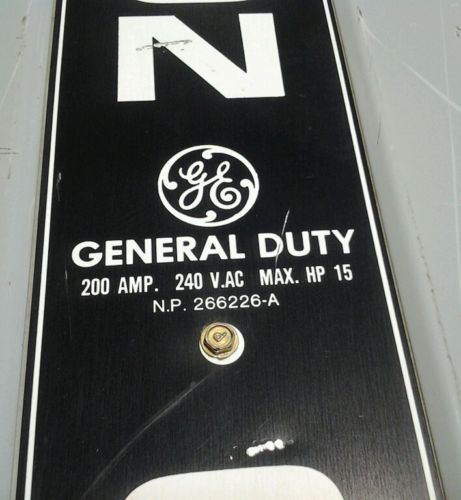 N
GE
GENERAL DUTY
200 AMP. 240 V.AC MAX. HP 15
N.P. 266226-A